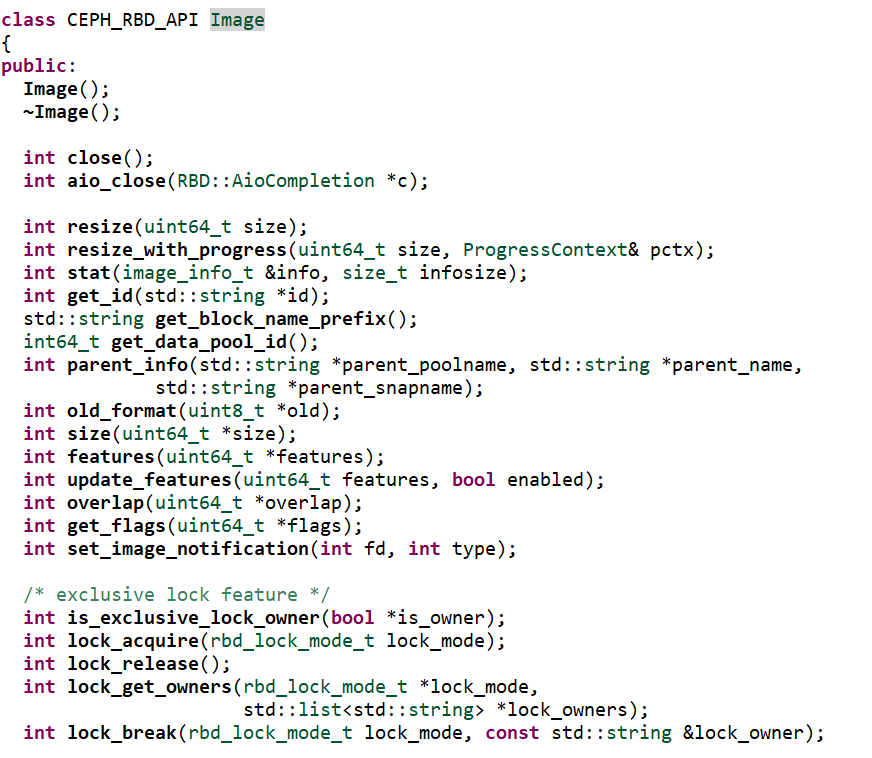 class CEPH_RBD_API Image
{
public:
  Image();
  ~Image();

  int close();
  int aio_close(RBD::AioCompletion *c);

  int resize(uint64_t size);
  int resize_with_progress(uint64_t size, ProgressContext& pctx);
  int stat(image_info_t &info, size_t infosize);
  int get_id(std::string *id);
  std::string get_block_name_prefix();
  int64_t get_data_pool_id();
  int parent_info(std::string *parent_poolname, std::string *parent_name,
              std::string *parent_snapname);
  int old_format(uint8_t *old);
  int size(uint64_t *size);
  int features(uint64_t *features);
  int update_features(uint64_t features, bool enabled);
  int overlap(uint64_t *overlap);
  int get_flags(uint64_t *flags);
  int set_image_notification(int fd, int type);

  /* exclusive lock feature */
  int is_exclusive_lock_owner(bool *is_owner);
  int lock_acquire(rbd_lock_mode_t lock_mode);
  int lock_release();
  int lock_get_owners(rbd_lock_mode_t *lock_mode,
                      std::list<std::string> *lock_owners);
  int lock_break(rbd_lock_mode_t lock_mode, const std::string &lock_owner);